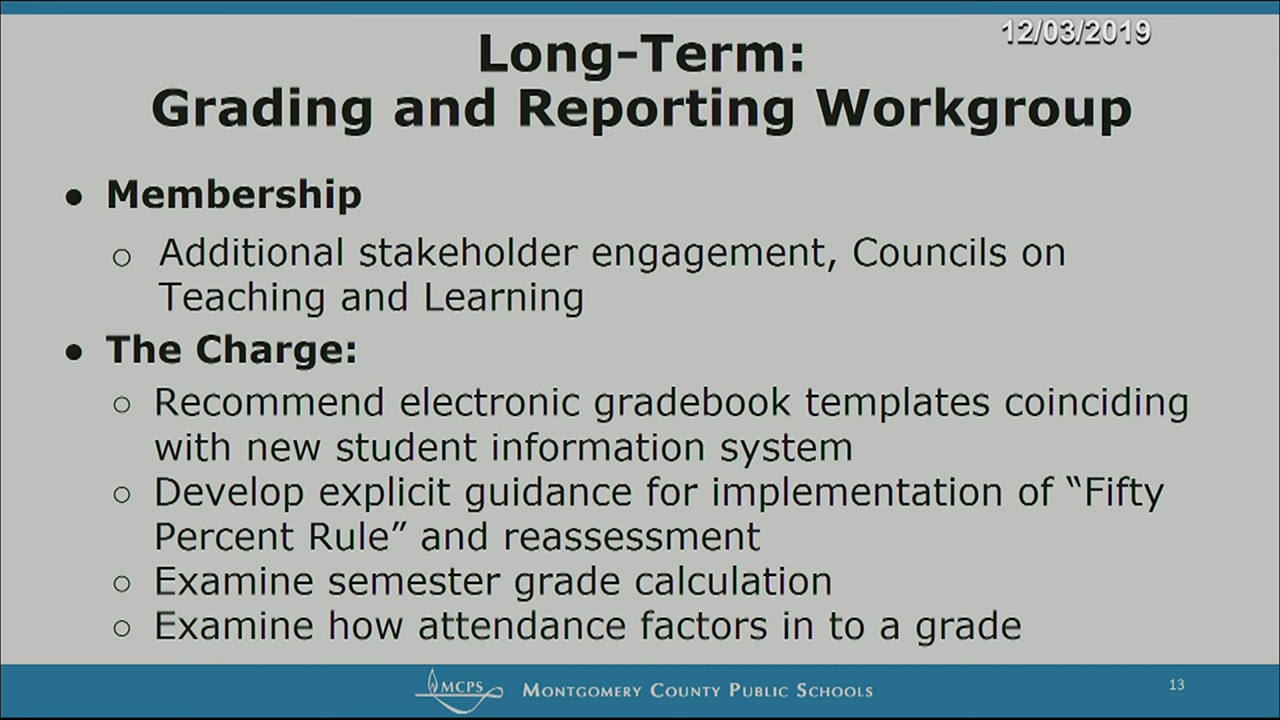 12/03/2019
Long-Term:
Grading and Reporting Workgroup
● Membership
○ Additional stakeholder engagement, Councils on
Teaching and Learning
● The Charge:
○ Recommend electronic gradebook templates coinciding
with new student information system
○ Develop explicit guidance for implementation of “Fifty
Percent Rule” and reassessment
○ Examine semester grade calculation
○ Examine how attendance factors in to a grade
MCPS MONTGOMERY COUNTY PUBLIC SCHOOLS
13